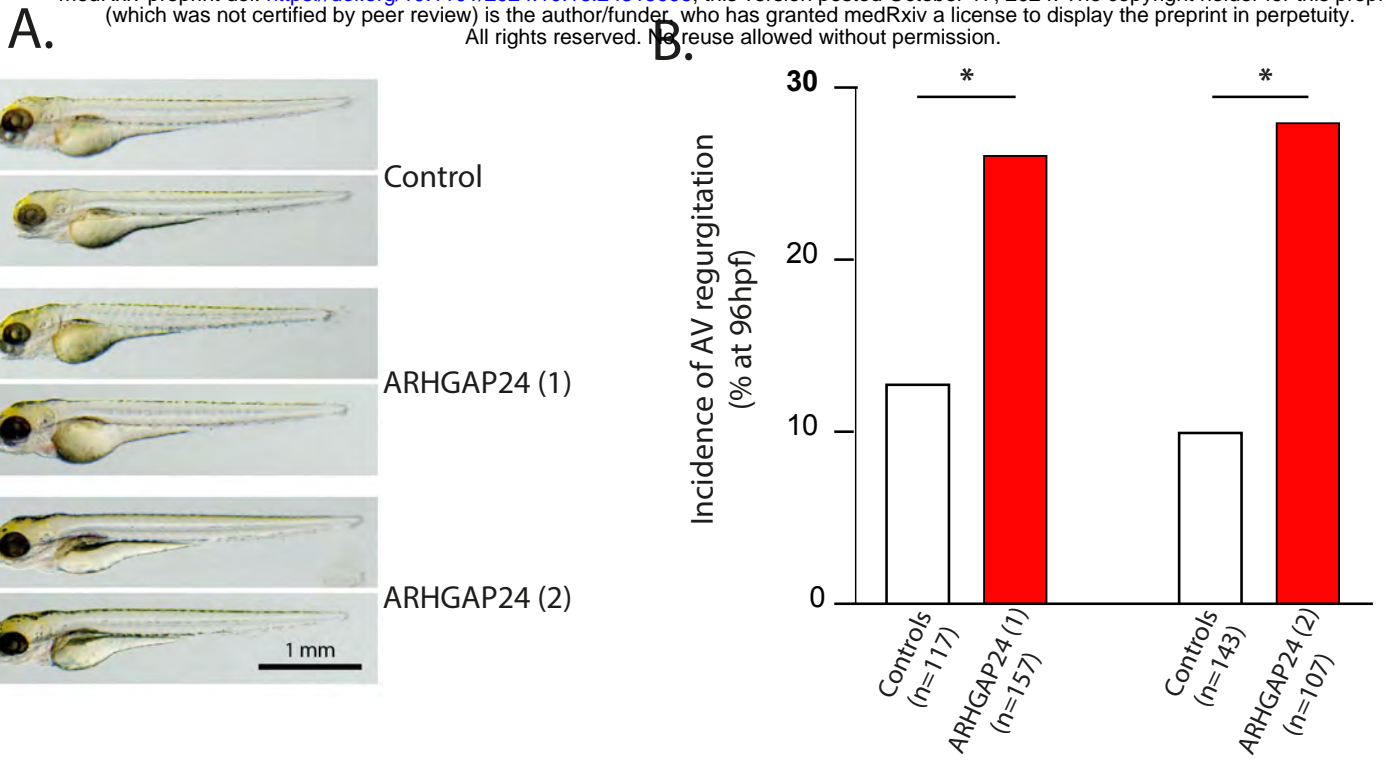 (which was not certified by peer review) is the author/funder, who has granted medRxiv a license to display the preprint in perpetuity.
All rights reserved. No reuse allowed without permission.
A.
B.
Control
ARHGAP24 (1)
ARHGAP24 (2)
1 mm
Incidence of AV regurgitation
(% at 96hpf)
30
20
10
0
*
*
Controls
(n=117)
ARHGAP24 (1)
(n=157)
Controls
(n=143)
ARHGAP24 (2)
(n=107)